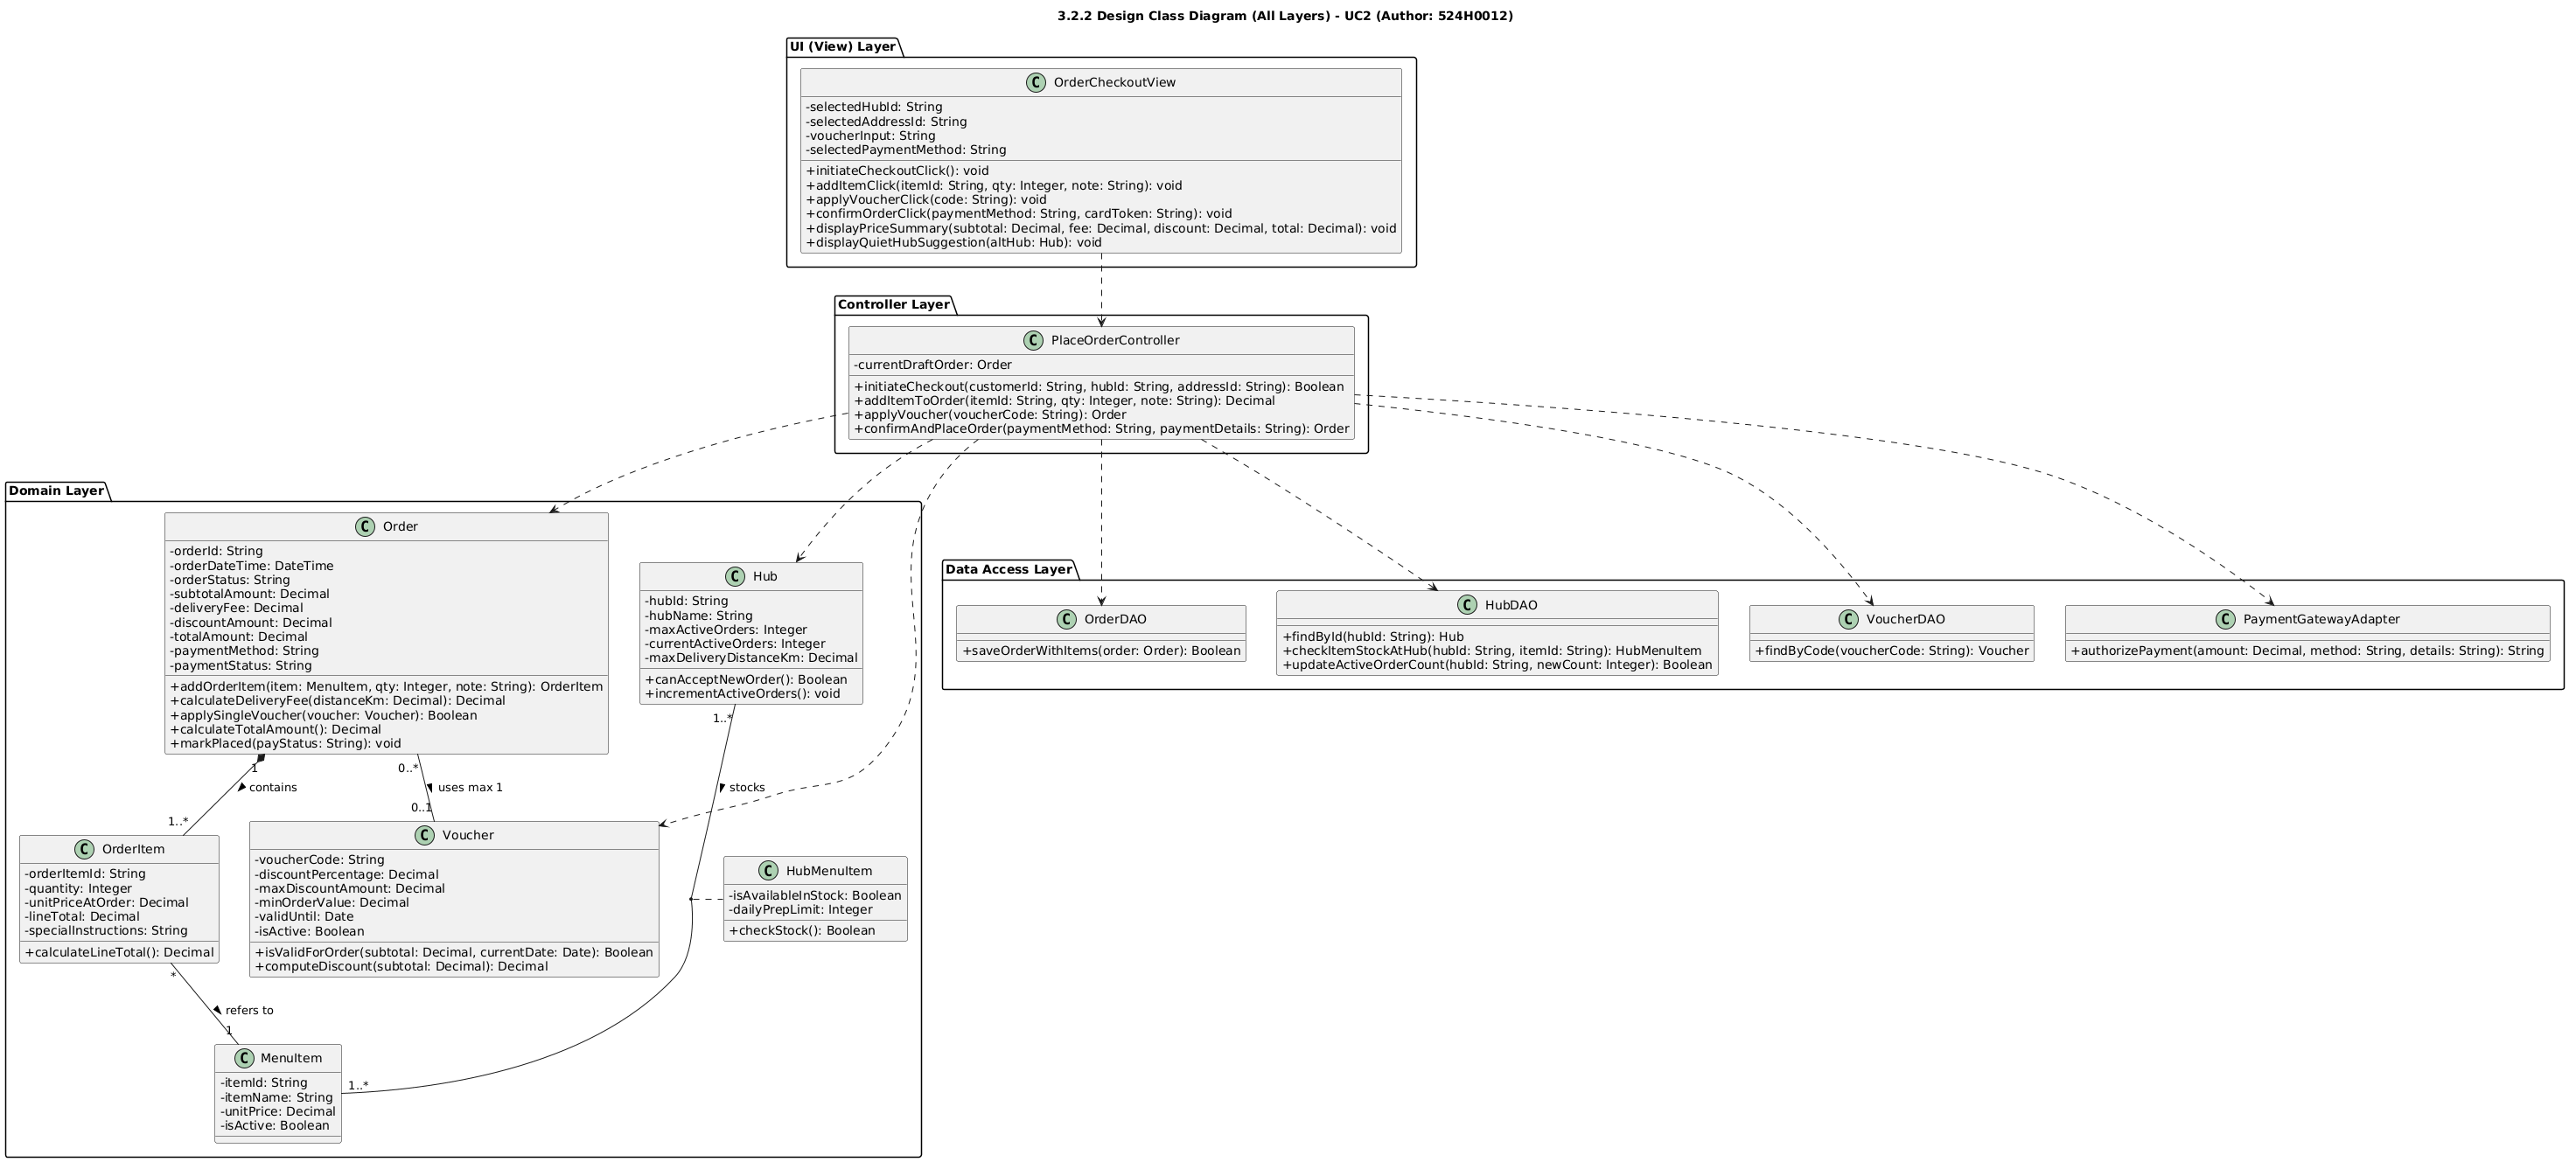 3.2.2 Design Class Diagram (All Layers) - UC2 (Author: 524H0012)
UI (View) Layer
C OrderCheckoutView
-selectedHubId: String
-selectedAddressId: String
-voucherInput: String
-selectedPaymentMethod: String
+initiateCheckoutClick(): void
+addItemClick(itemId: String, qty: Integer, note: String): void
+applyVoucherClick(code: String): void
+confirmOrderClick(paymentMethod: String, cardToken: String): void
+displayPriceSummary(subtotal: Decimal, fee: Decimal, discount: Decimal, total: Decimal): void
+displayQuietHubSuggestion(altHub: Hub): void
Controller Layer
C PlaceOrderController
-currentDraftOrder: Order
+initiateCheckout(customerId: String, hubId: String, addressId: String): Boolean
+addItemToOrder(itemId: String, qty: Integer, note: String): Decimal
+applyVoucher(voucherCode: String): Order
+confirmAndPlaceOrder(paymentMethod: String, paymentDetails: String): Order
Domain Layer
C Order
-orderId: String
-orderDateTime: DateTime
-orderStatus: String
-subtotalAmount: Decimal
-deliveryFee: Decimal
-discountAmount: Decimal
-totalAmount: Decimal
-paymentMethod: String
-paymentStatus: String
+addOrderItem(item: MenuItem, qty: Integer, note: String): OrderItem
+calculateDeliveryFee(distanceKm: Decimal): Decimal
+applySingleVoucher(voucher: Voucher): Boolean
+calculateTotalAmount(): Decimal
+markPlaced(payStatus: String): void
C Hub
-hubId: String
-hubName: String
-maxActiveOrders: Integer
-currentActiveOrders: Integer
-maxDeliveryDistanceKm: Decimal
+canAcceptNewOrder(): Boolean
+incrementActiveOrders(): void
Data Access Layer
C OrderDAO
+saveOrderWithItems(order: Order): Boolean
C HubDAO
+findById(hubId: String): Hub
+checkItemStockAtHub(hubId: String, itemId: String): HubMenuItem
+updateActiveOrderCount(hubId: String, newCount: Integer): Boolean
C VoucherDAO
+findByCode(voucherCode: String): Voucher
C PaymentGatewayAdapter
+authorizePayment(amount: Decimal, method: String, details: String): String
1
contains
1..*
0..*
uses max 1
0..1
1..*
stocks
C OrderItem
-orderItemId: String
-quantity: Integer
-unitPriceAtOrder: Decimal
-lineTotal: Decimal
-specialInstructions: String
+calculateLineTotal(): Decimal
C Voucher
-voucherCode: String
-discountPercentage: Decimal
-maxDiscountAmount: Decimal
-minOrderValue: Decimal
-validUntil: Date
-isActive: Boolean
+isValidForOrder(subtotal: Decimal, currentDate: Date): Boolean
+computeDiscount(subtotal: Decimal): Decimal
C HubMenuItem
-isAvailableInStock: Boolean
-dailyPrepLimit: Integer
+checkStock(): Boolean
*
refers to
1
1..*
C MenuItem
-itemId: String
-itemName: String
-unitPrice: Decimal
-isActive: Boolean